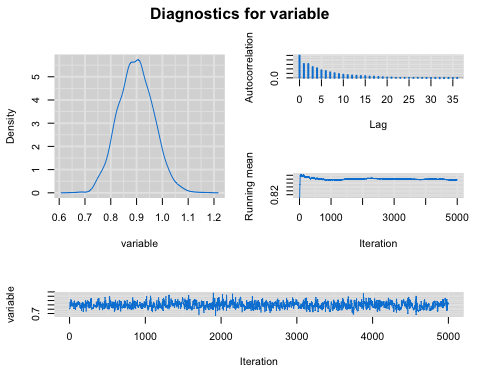 Diagnostics for variable
Density
0
1
2
3
4
5
0.6 0.7 0.8 0.9 1.0 1.1 1.2
variable
Autocorrelation
0.0
0 5 10 15 20 25 30 35
Lag
Running mean
0.82
0 1000 3000 5000
Iteration
variable
0.7
0 1000 2000 3000 4000 5000
Iteration